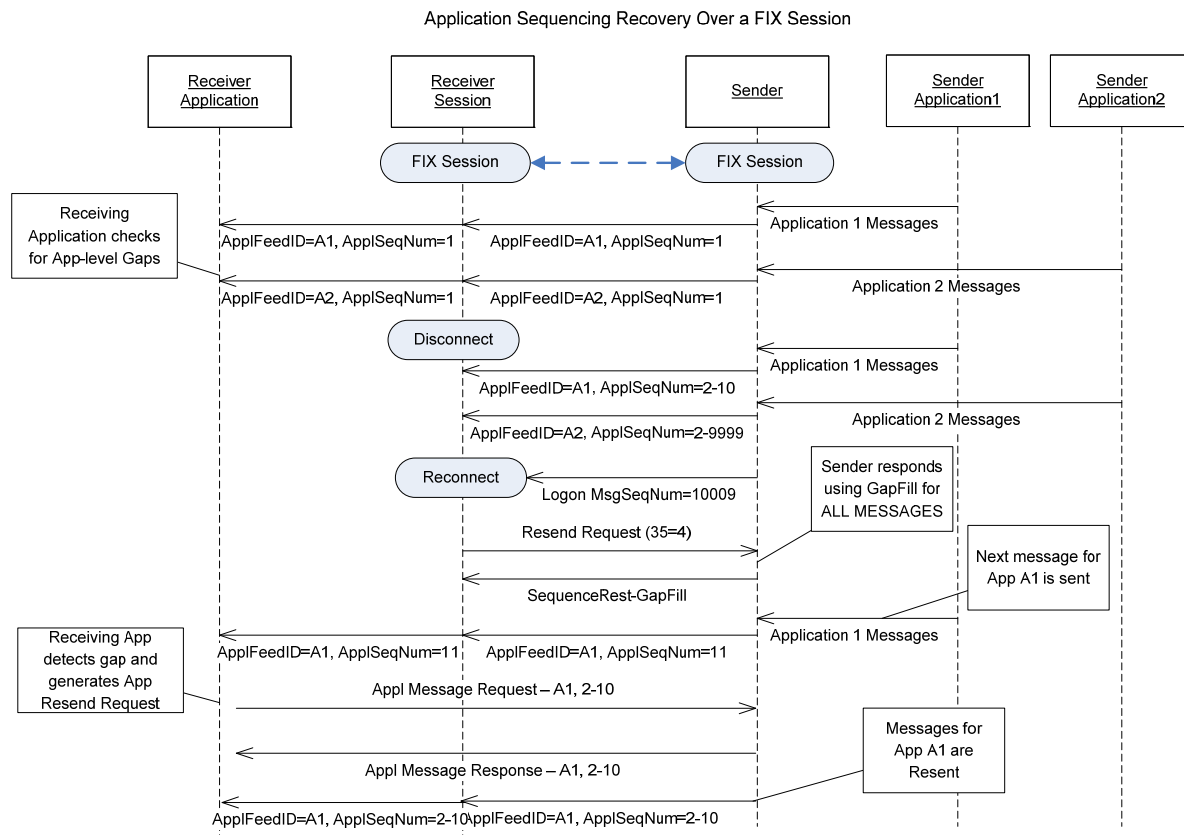 Application Sequencing Recovery Over a FIX Session
Receiver
Application
Receiver
Session
Sender
Sender
Application1
Sender
Application2
FIX Session
FIX Session
Receiving
Application checks
for App-level Gaps
Application 1 Messages
ApplFeedID=A1, ApplSeqNum=1
ApplFeedID=A1, ApplSeqNum=1
Application 2 Messages
ApplFeedID=A2, ApplSeqNum=1
ApplFeedID=A2, ApplSeqNum=1
Disconnect
Application 1 Messages
ApplFeedID=A1, ApplSeqNum=2-10
Application 2 Messages
ApplFeedID=A2, ApplSeqNum=2-9999
Reconnect
Logon MsgSeqNum=10009
Sender responds
using GapFill for
ALL MESSAGES
Resend Request (35=4)
SequenceRest-GapFill
Next message for
App A1 is sent
Application 1 Messages
ApplFeedID=A1, ApplSeqNum=11
ApplFeedID=A1, ApplSeqNum=11
Receiving App
detects gap and
generates App
Resend Request
Appl Message Request – A1, 2-10
Appl Message Response – A1, 2-10
Messages for
App A1 are
Resent
ApplFeedID=A1, ApplSeqNum=2-10
ApplFeedID=A1, ApplSeqNum=2-10